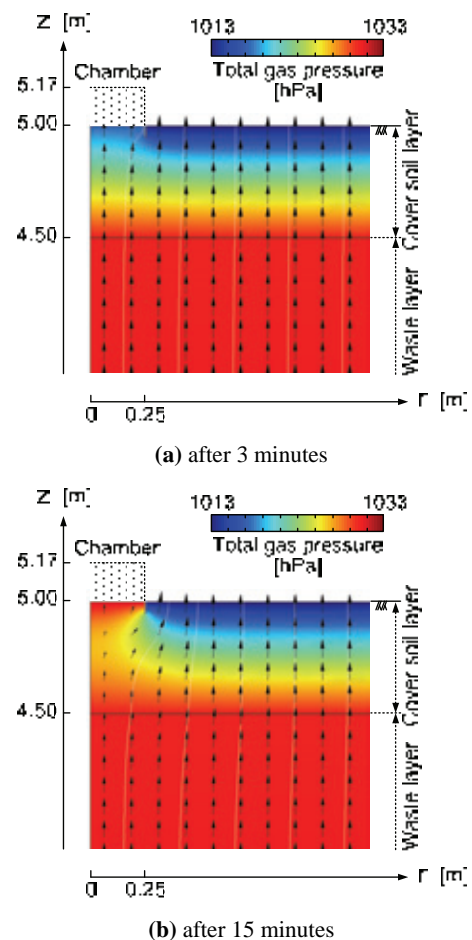 z [m]
1013 1033
Total gas pressure
[hPa]
Chamber
5.17
5.00
4.50
Cover soil layer
Waste layer
0 0.25
r [m]
(a) after 3 minutes
z [m]
1013 1033
Total gas pressure
[hPa]
Chamber
5.17
5.00
4.50
Cover soil layer
Waste layer
0 0.25
r [m]
(b) after 15 minutes